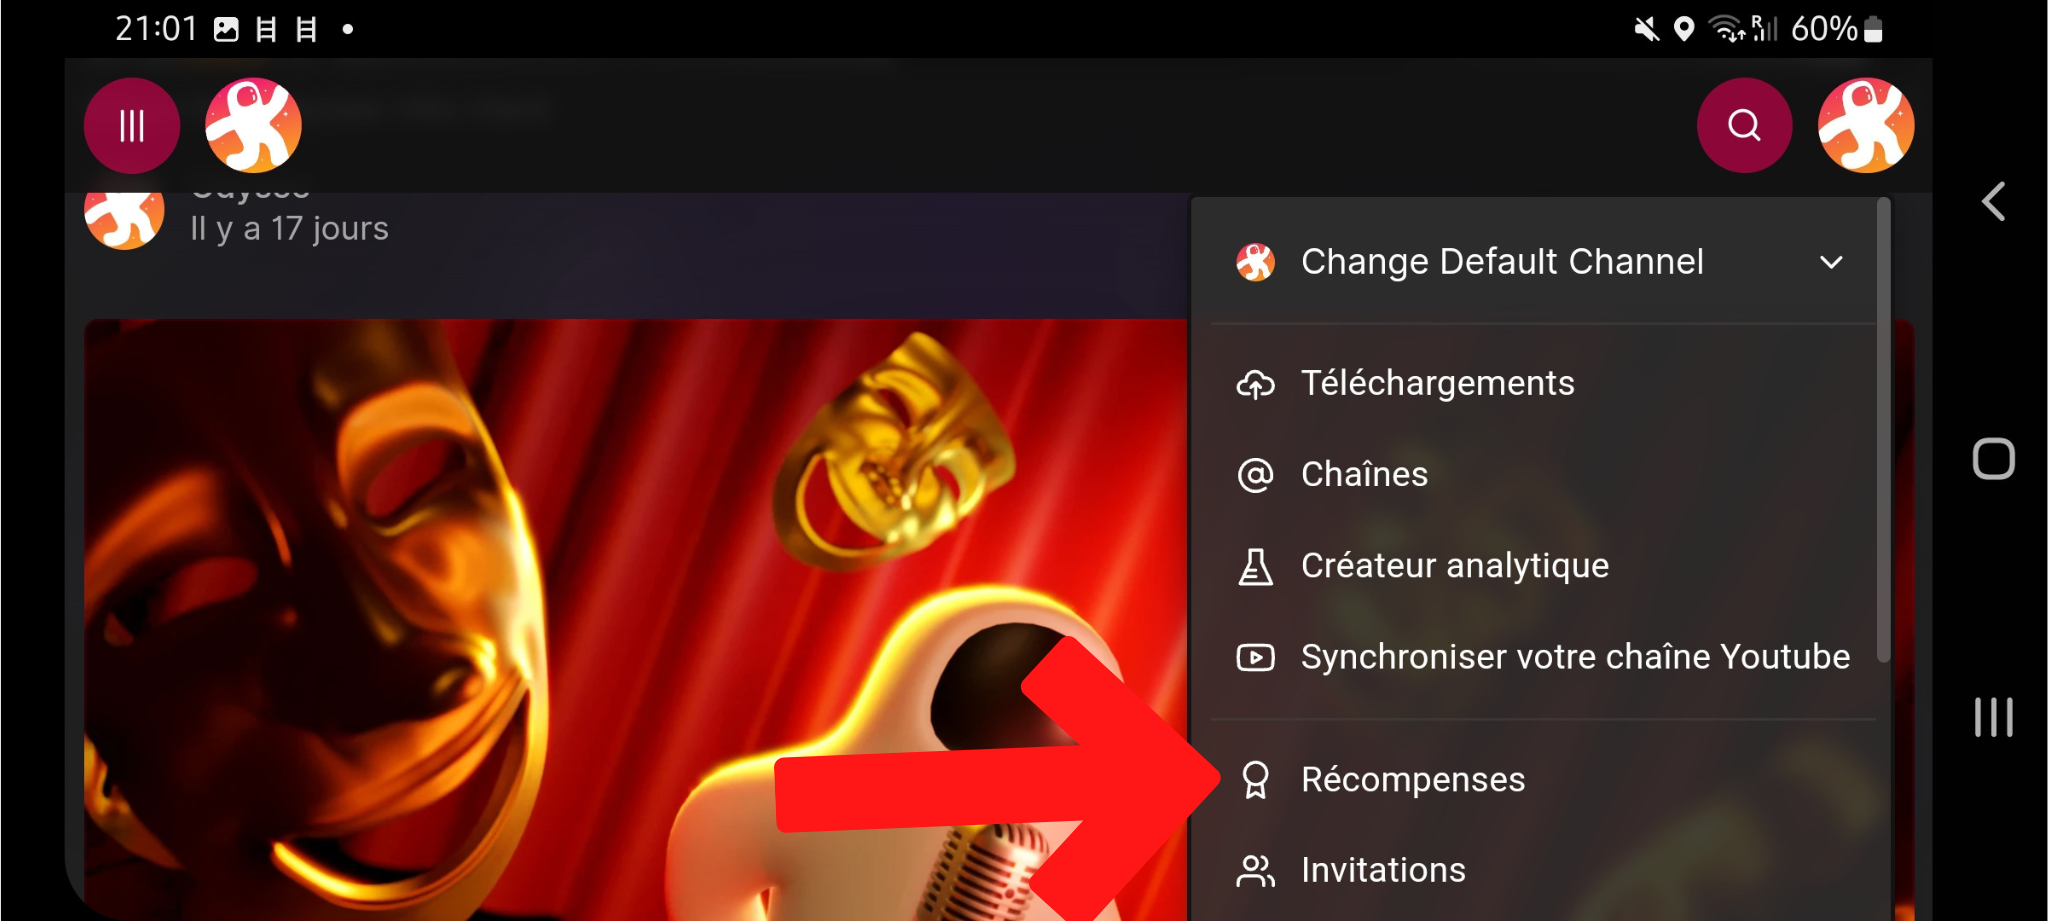 21:01
R
60%
Odysee
Il y a 17 jours
Change Default Channel
Téléchargements
Chaînes
Créateur analytique
Synchroniser votre chaîne Youtube
Récompenses
Invitations